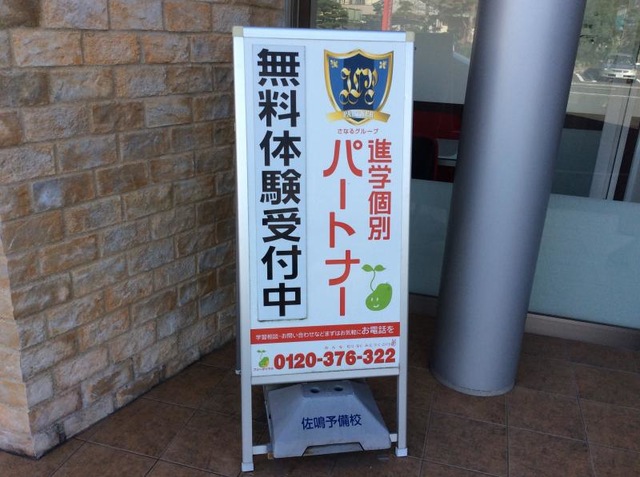 さなるグループ
進学個別
パートナー
無料体験受付中
学習相談・お問い合わせなどまずはお気軽にお電話を
0120-376-322
佐鳴予備校